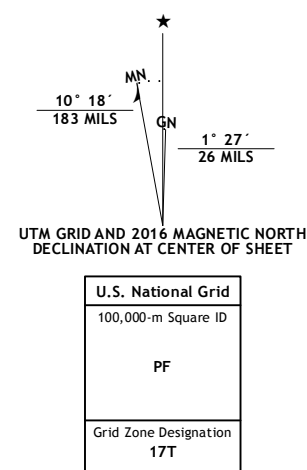 ★
MN
10° 18´
183 MILS
GN
1° 27´
26 MILS
UTM GRID AND 2016 MAGNETIC NORTH
DECLINATION AT CENTER OF SHEET
U.S. National Grid
100,000-m Square ID
PF
Grid Zone Designation
17T